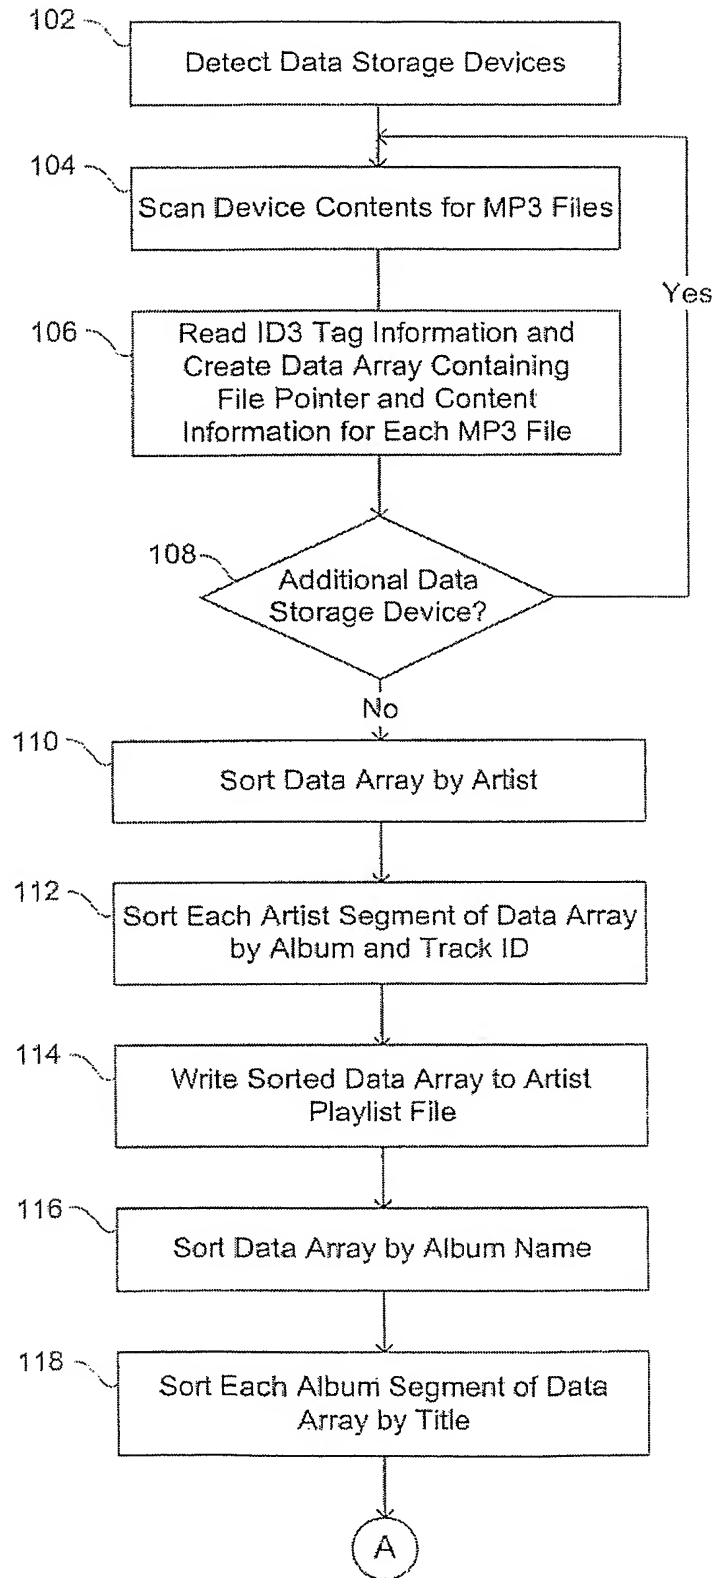 102
Detect Data Storage Devices
104
Scan Device Contents for MP3 Files
Yes
106
Read ID3 Tag Information and
Create Data Array Containing
File Pointer and Content
Information for Each MP3 File
108
Additional Data
Storage Device?
No
110
Sort Data Array by Artist
112
Sort Each Artist Segment of Data Array
by Album and Track ID
114
Write Sorted Data Array to Artist
Playlist File
116
Sort Data Array by Album Name
118
Sort Each Album Segment of Data
Array by Title
A